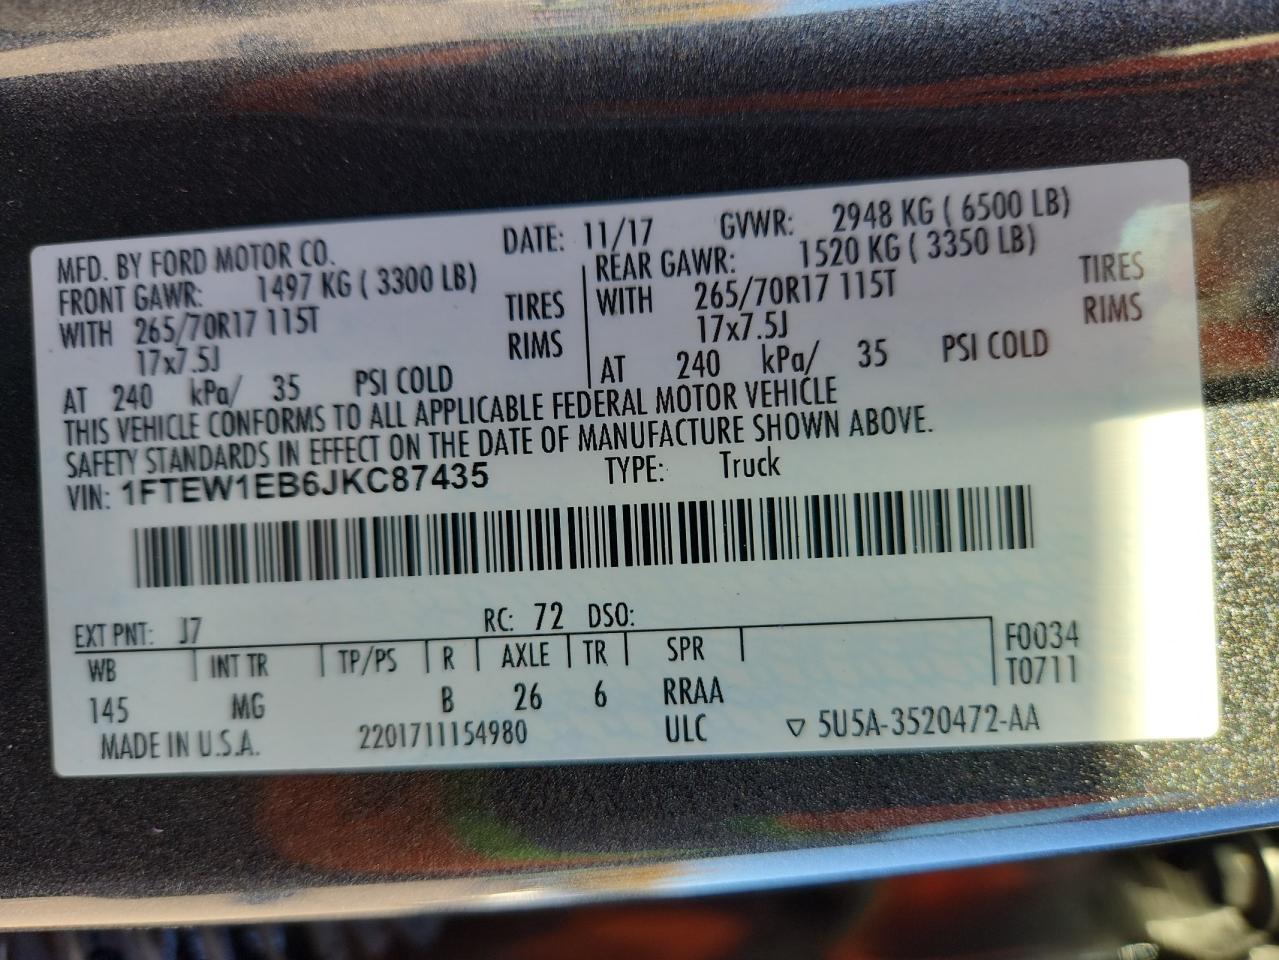 MFD. BY FORD MOTOR CO. DATE: 11/17 GVWR: 2948 KG ( 6500 LB)
FRONT GAWR: 1497 KG ( 3300 LB)
WITH 265/70R17 115T TIRES
17x7.5J RIMS
AT 240 kPa/ 35 PSI COLD
REAR GAWR: 1520 KG ( 3350 LB)
WITH 265/70R17 115T TIRES
17x7.5J RIMS
AT 240 kPa/ 35 PSI COLD
THIS VEHICLE CONFORMS TO ALL APPLICABLE FEDERAL MOTOR VEHICLE
SAFETY STANDARDS IN EFFECT ON THE DATE OF MANUFACTURE SHOWN ABOVE.
VIN: 1FTEW1EB6JKC87435 TYPE: Truck
EXT PNT: J7 RC: 72 DSO:
WB INT TR TP/PS R AXLE TR SPR F0034
T0711
145 MG B 26 6 RRAA
MADE IN U.S.A. 2201711154980 ULC ▽ 5U5A-3520472-AA